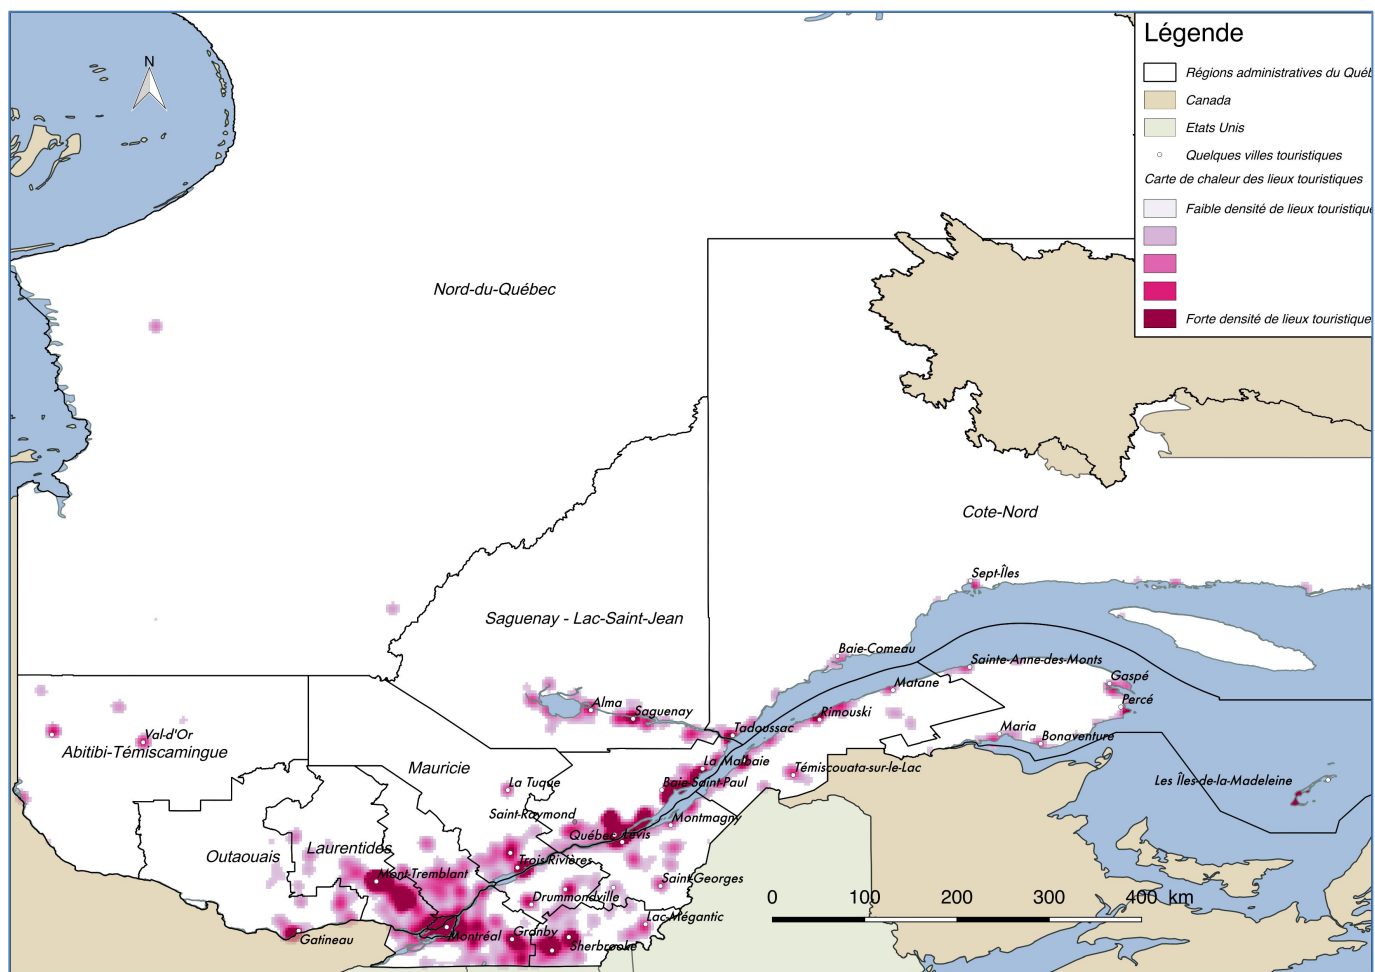 Légende
Régions administratives du Québ
Canada
Etats Unis
Quelques villes touristiques
Carte de chaleur des lieux touristiques
Faible densité de lieux touristique
Forte densité de lieux touristique
N
Nord-du-Québec
Cote-Nord
Sept-Îles
Saguenay - Lac-Saint-Jean
Baie-Comeau
Sainte-Anne-des-Monts
Gaspé
Matane
Percé
Alma
Saguenay
Rimouski
Tadoussac
Maria
Bonaventure
Val-d'Or
Abitibi-Témiscamingue
Mauricie
La Malbaie
Témiscouata-sur-le-Lac
Les Îles-de-la-Madeleine
La Tuque
Baie-Saint-Paul
Saint-Raymond
Montmagny
Québec
Lévis
Laurentides
Outaouais
Trois-Rivières
Mont-Tremblant
Saint-Georges
Drummondville
Lac-Mégantic
Gatineau
Montréal
Granby
Sherbrooke
0 100 200 300 400 km